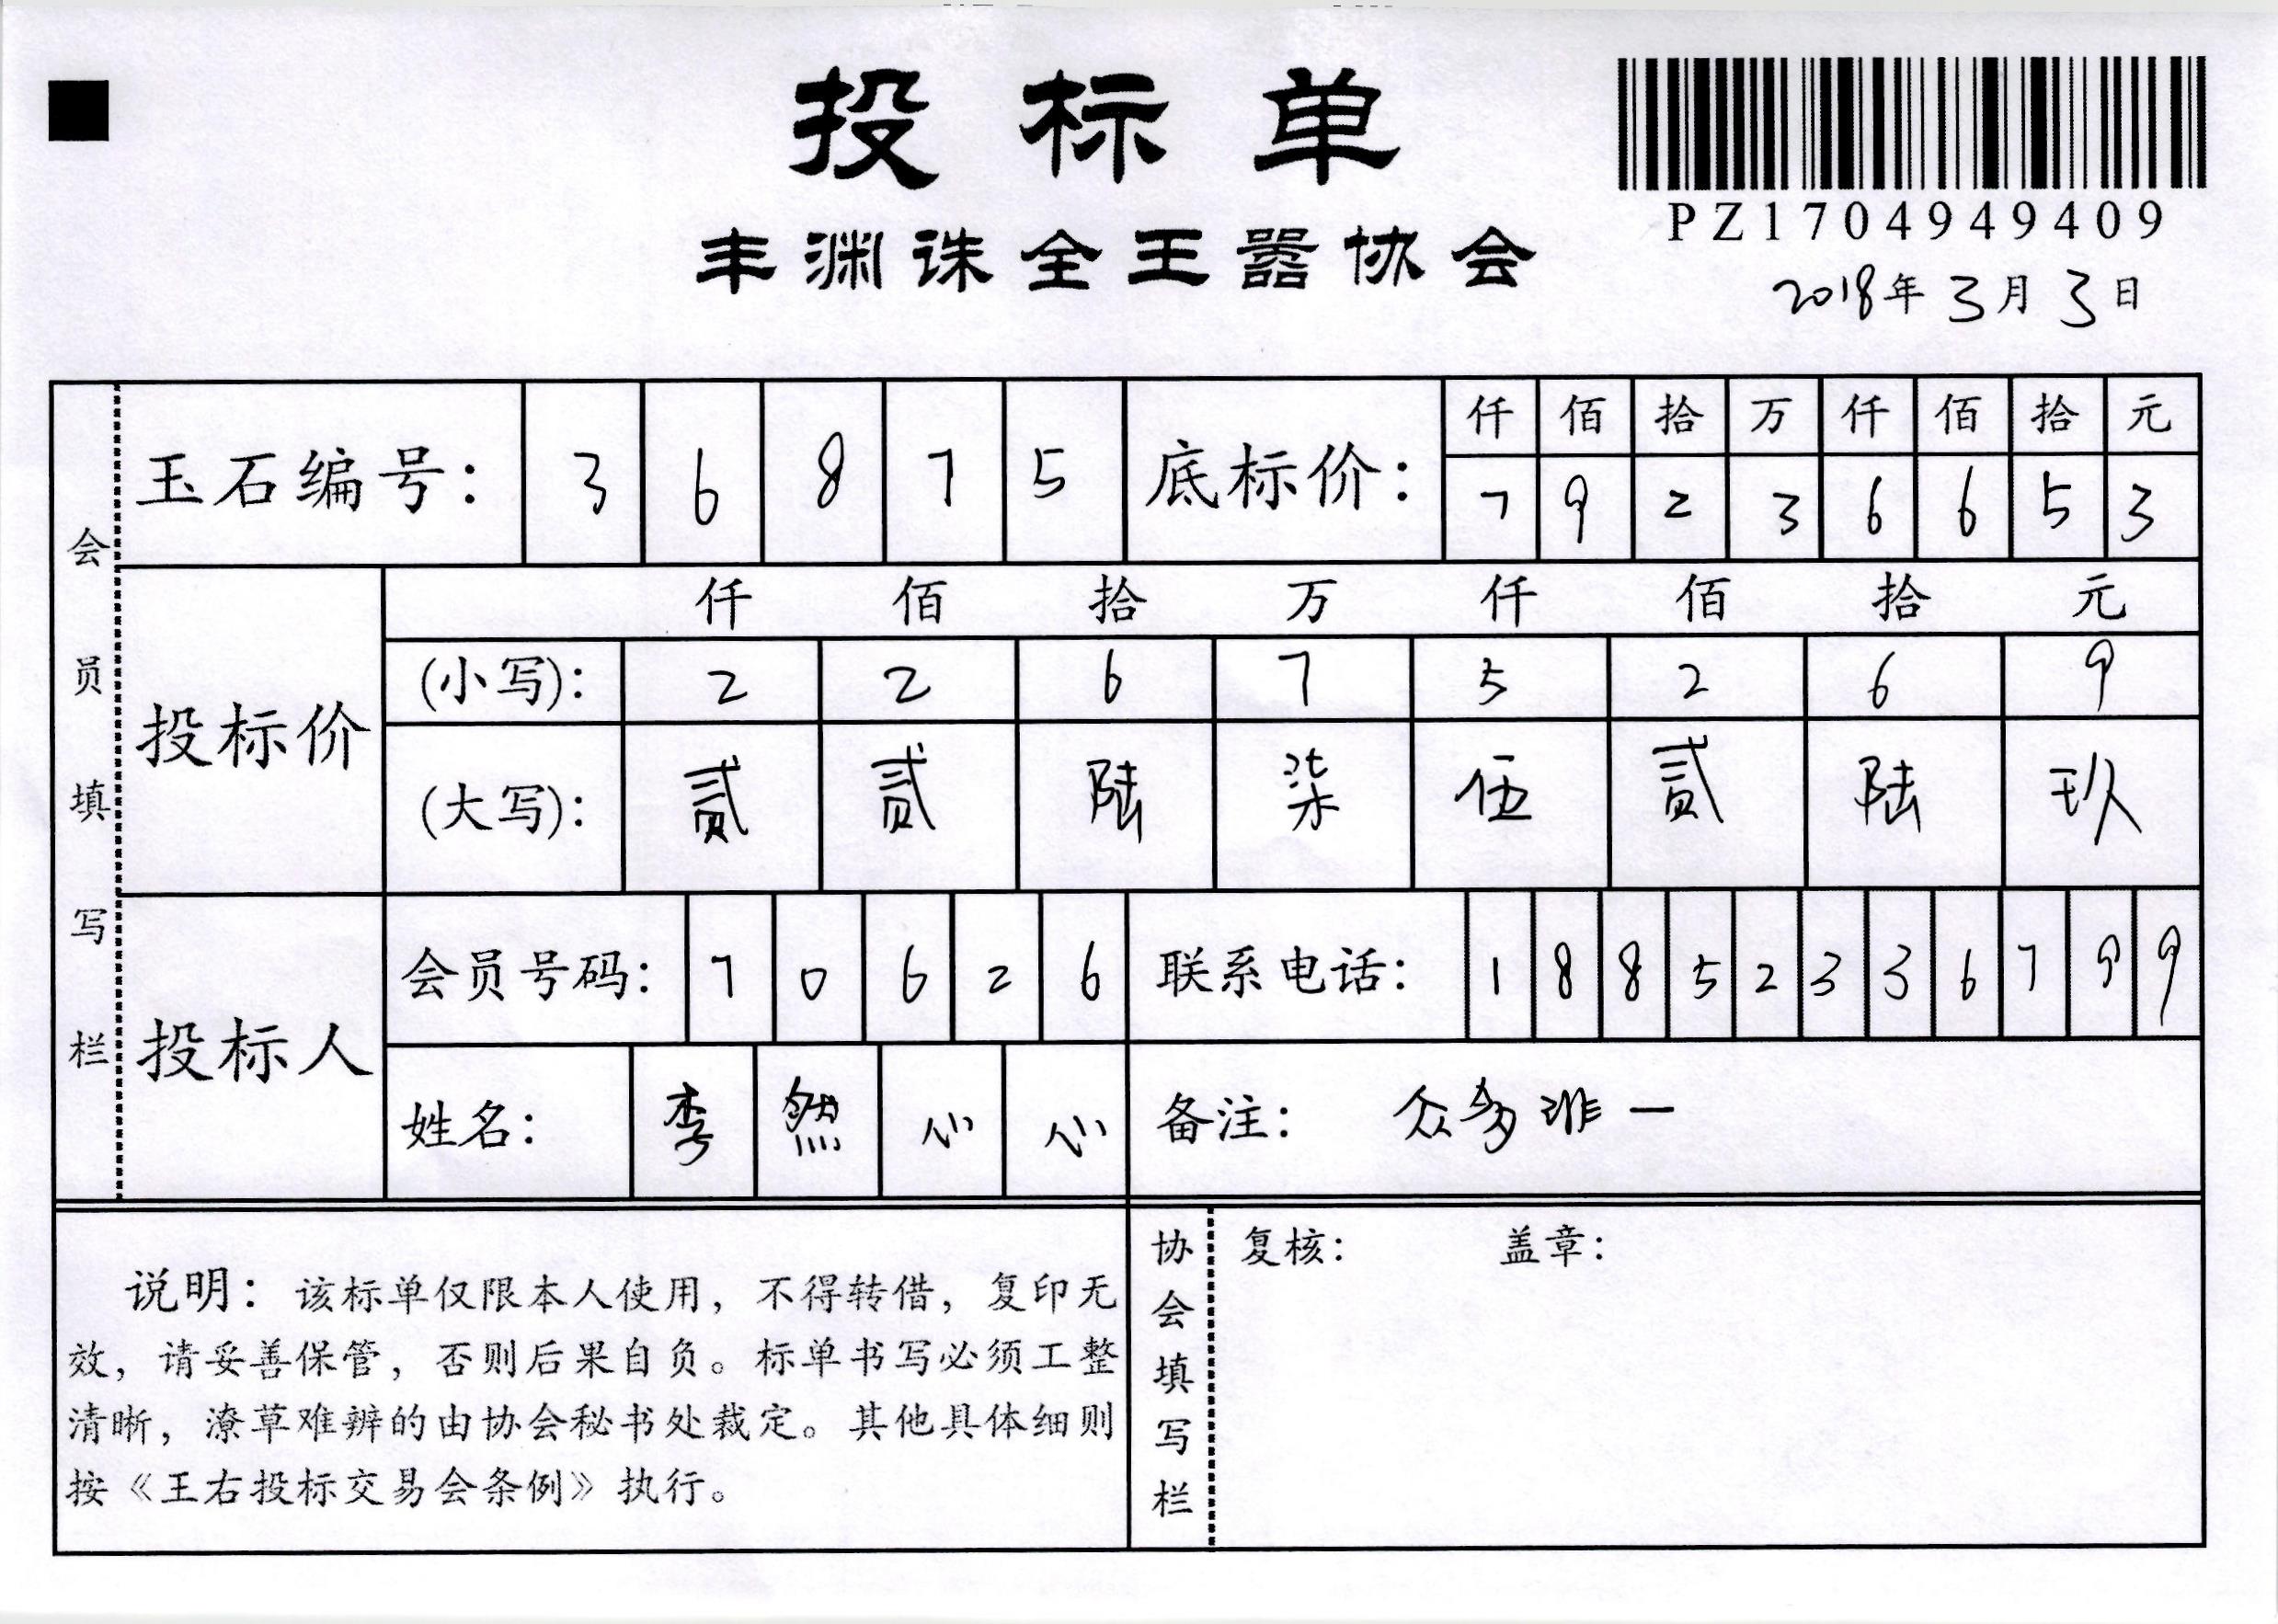 投标单
PZ1704949409
丰渊诛全王嚣协会
2018年3月3日
会员填写栏
玉石编号: 3 6 8 7 5
底标价: 仟 佰 拾 万 仟 佰 拾 元
7 9 2 3 6 6 5 3
投标价
仟 佰 拾 万 仟 佰 拾 元
(小写): 2 2 6 7 5 2 6 9
(大写): 贰 贰 陆 柒 伍 贰 陆 玖
投标人
会员号码: 7 0 6 2 6
联系电话: 1 8 8 5 2 3 3 6 7 9 9
姓名: 李 然 心 心
备注: 众多 一
说明: 该标单仅限本人使用, 不得转借, 复印无
效, 请妥善保管, 否则后果自负。标单书写必须工整
清晰, 潦草难辨的由协会秘书处裁定。其他具体细则
按《王右投标交易会条例》执行。
协会填写栏
复核: 盖章: